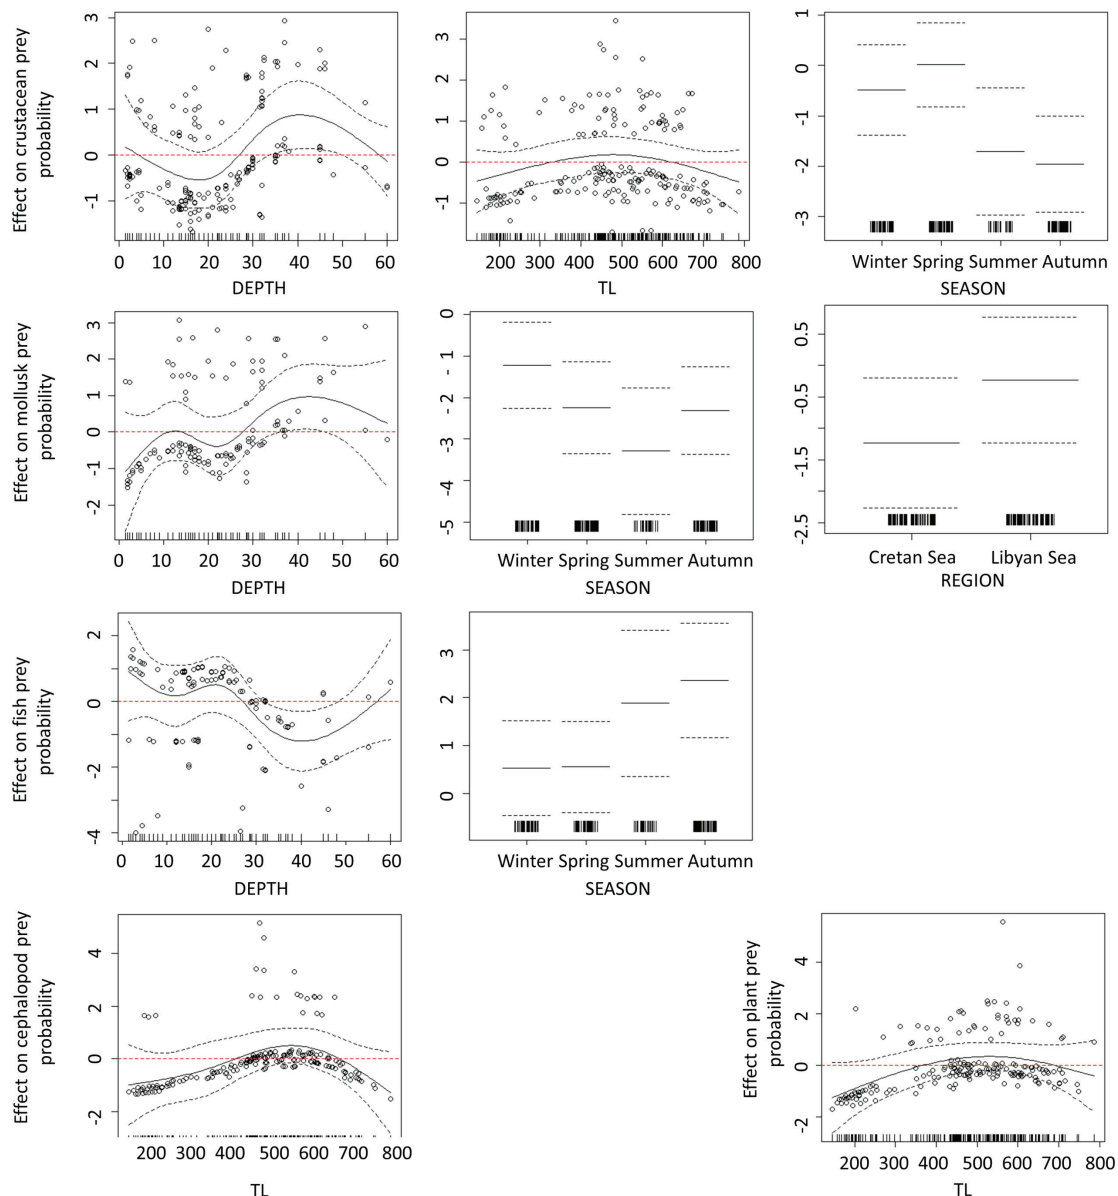 Effect on crustacean prey
probability
3
2
1
0
-1
0 10 20 30 40 50 60
DEPTH
3
2
1
0
-1
200 300 400 500 600 700 800
TL
1
0
-1
-2
-3
Winter Spring Summer Autumn
SEASON
Effect on mollusk prey
probability
3
2
1
0
-1
-2
0 10 20 30 40 50 60
DEPTH
0
-1
-2
-3
-4
-5
Winter Spring Summer Autumn
SEASON
0.5
-0.5
-1.5
-2.5
Cretan Sea Libyan Sea
REGION
Effect on fish prey
probability
2
0
-2
-4
0 10 20 30 40 50 60
DEPTH
3
2
1
0
Winter Spring Summer Autumn
SEASON
Effect on cephalopod prey
probability
4
2
0
-2
200 300 400 500 600 700 800
TL
Effect on plant prey
probability
4
2
0
-2
200 300 400 500 600 700 800
TL